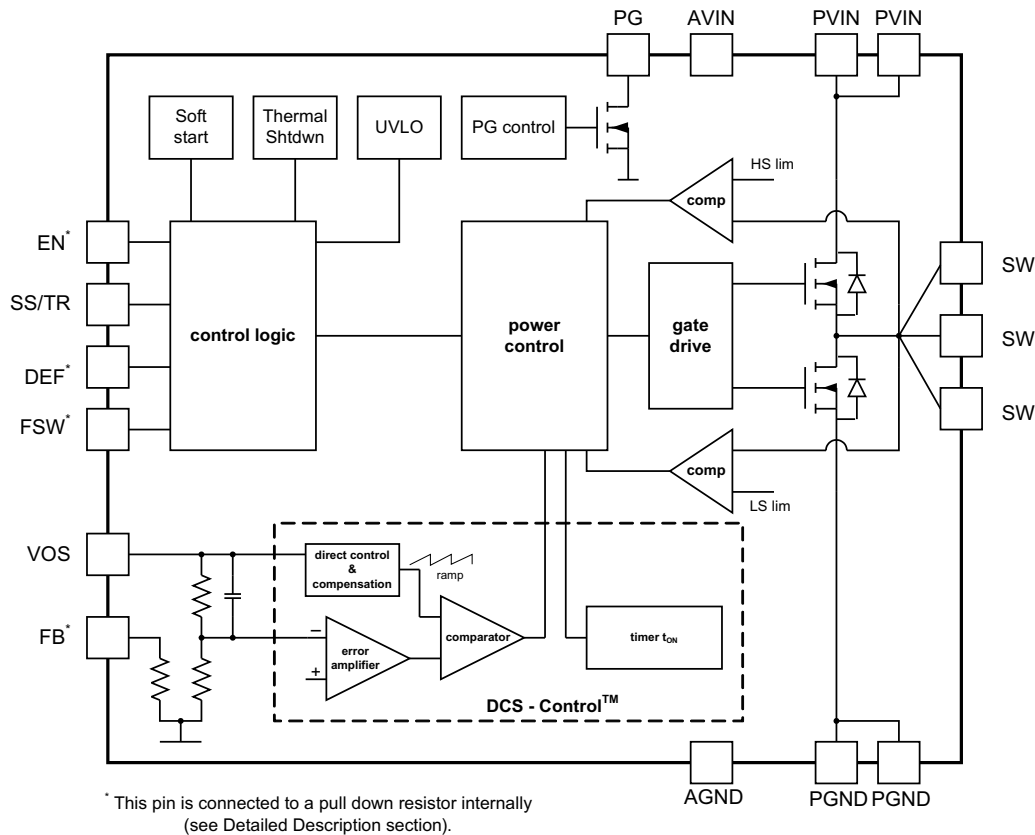 PG
AVIN
PVIN
PVIN
Soft
start
Thermal
Shtdwn
UVLO
PG control
HS lim
comp
EN*
SS/TR
DEF*
FSW*
control logic
power
control
gate
drive
SW
SW
SW
comp
LS lim
VOS
FB*
direct control
&
compensation
ramp
–
+
error
amplifier
comparator
timer tON
DCS - Control™
AGND
PGND
PGND
* This pin is connected to a pull down resistor internally
(see Detailed Description section).